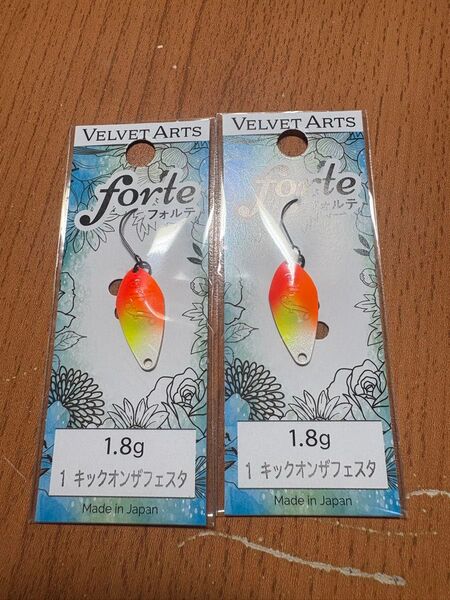 VELVET ARTS
forte
フォルテ
1.8g
1 キックオンザフェスタ
Made in Japan
VELVET ARTS
forte
フォルテ
1.8g
1 キックオンザフェスタ
Made in Japan